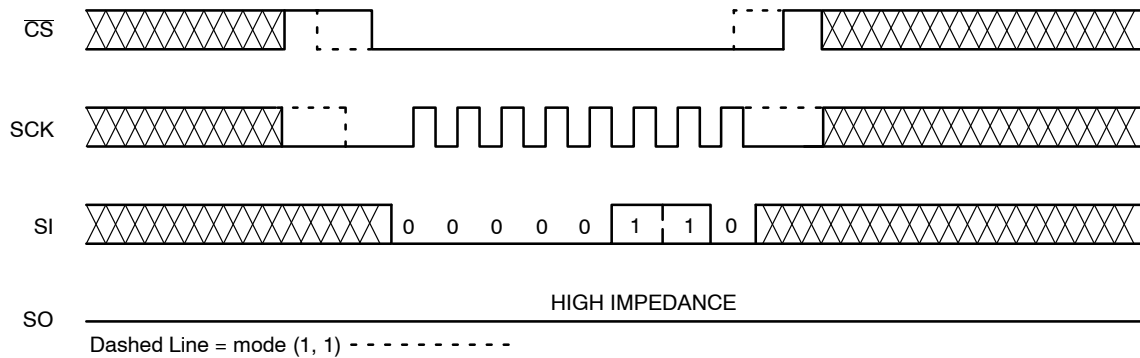 CS
SCK
SI
0 0 0 0 0 1 1 0
HIGH IMPEDANCE
SO
Dashed Line = mode (1, 1) - - - - - - - - - -